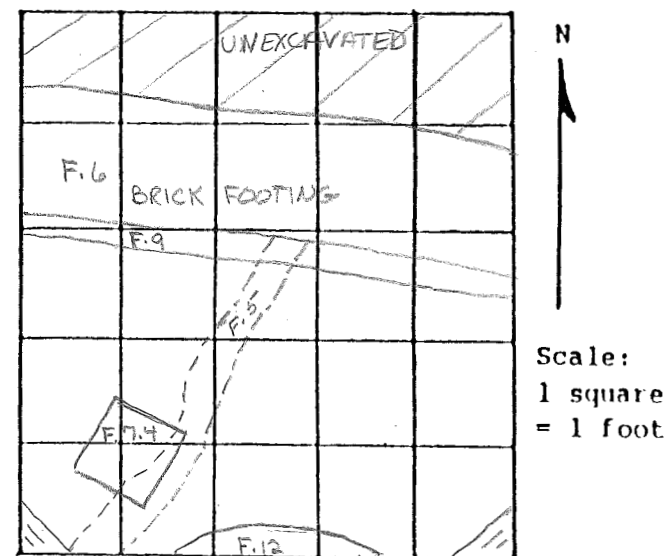 UNEXCAVATED
N
F.6
BRICK FOOTING
F.9
F.5
Scale:
1 square
= 1 foot
F.7.4
F.12